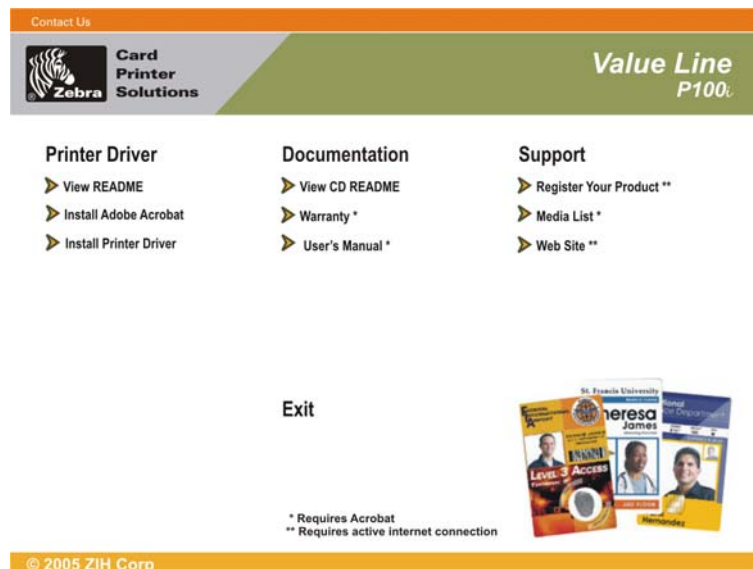 Contact Us
Zebra
®
Card
Printer
Solutions
Value Line
P100i
Printer Driver
View README
Install Adobe Acrobat
Install Printer Driver
Documentation
View CD README
Warranty *
User's Manual *
Support
Register Your Product **
Media List *
Web Site **
Exit
St. Francis University
heresa
James
LEVEL 3 ACCESS
Hernandez
* Requires Acrobat
** Requires active internet connection
© 2005 ZIH Corp